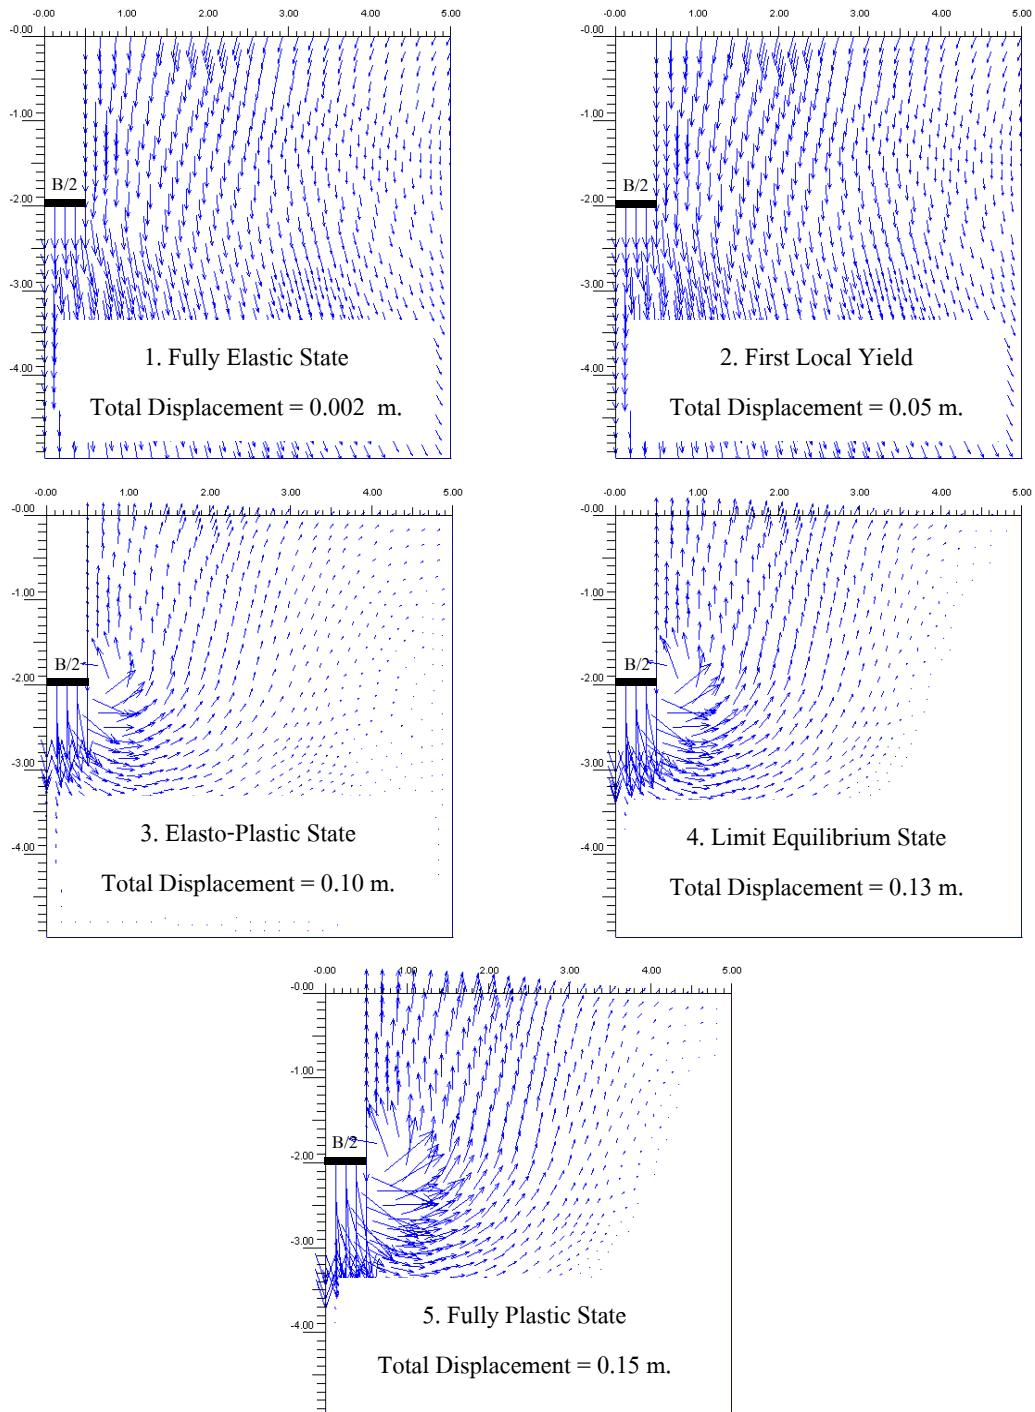 -0.00 1.00 2.00 3.00 4.00 5.00
-0.00
-1.00
B/2
-2.00
-3.00
1. Fully Elastic State
-4.00
Total Displacement = 0.002 m.
-0.00 1.00 2.00 3.00 4.00 5.00
-0.00
-1.00
B/2
-2.00
-3.00
2. First Local Yield
-4.00
Total Displacement = 0.05 m.
-0.00 1.00 2.00 3.00 4.00 5.00
-0.00
-1.00
B/2
-2.00
-3.00
3. Elasto-Plastic State
-4.00
Total Displacement = 0.10 m.
-0.00 1.00 2.00 3.00 4.00 5.00
-0.00
-1.00
B/2
-2.00
-3.00
4. Limit Equilibrium State
-4.00
Total Displacement = 0.13 m.
-0.00 1.00 2.00 3.00 4.00 5.00
-0.00
-1.00
B/2
-2.00
-3.00
5. Fully Plastic State
-4.00
Total Displacement = 0.15 m.